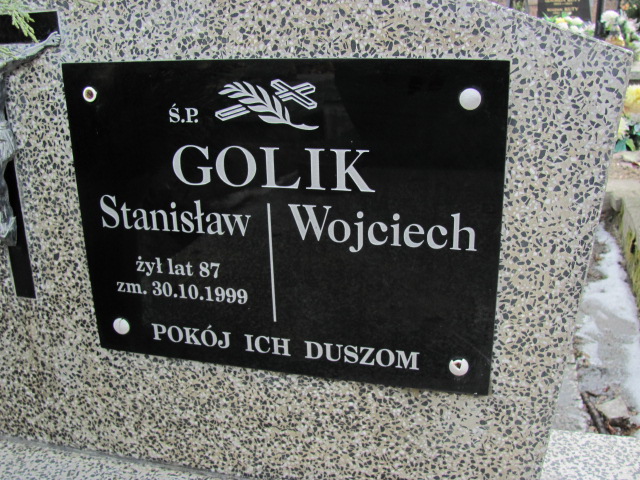 Ś.P.
GOLIK
Stanisław
żył lat 87
zm. 30.10.1999
Wojciech
POKÓJ ICH DUSZOM